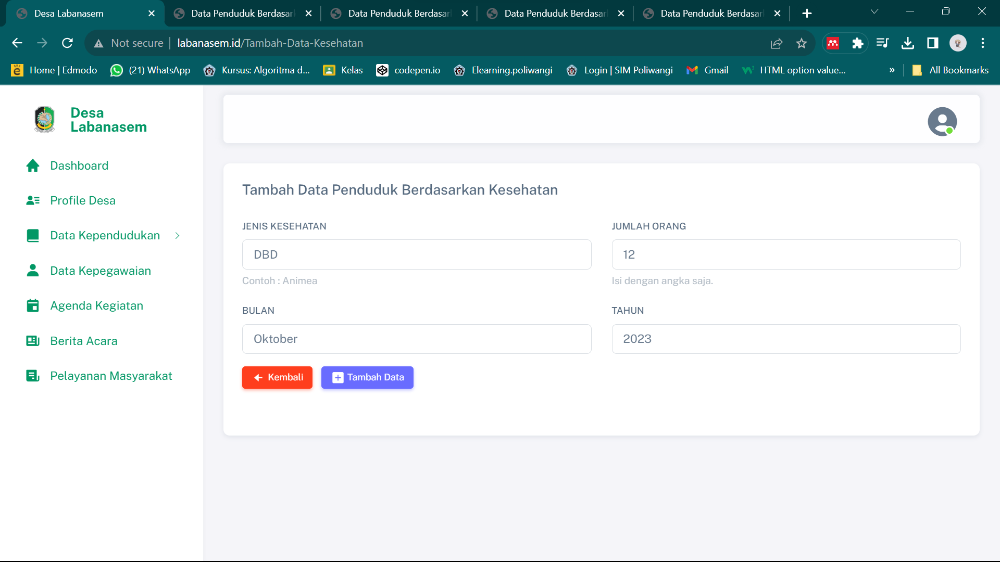 Desa Labanasem
Data Penduduk Berdasar
Data Penduduk Berdasar
Data Penduduk Berdasar
Data Penduduk Berdasar
Not secure
labanasem.id/Tambah-Data-Kesehatan
Home | Edmodo
(21) WhatsApp
Kursus: Algoritma d...
Kelas
codepen.io
Elearning.poliwangi
Login | SIM Poliwangi
Gmail
HTML option value...
»
All Bookmarks
Desa
Labanasem
Dashboard
Profile Desa
Data Kependudukan
Data Kepegawaian
Agenda Kegiatan
Berita Acara
Pelayanan Masyarakat
Tambah Data Penduduk Berdasarkan Kesehatan
JENIS KESEHATAN
DBD
Contoh : Animea
JUMLAH ORANG
12
Isi dengan angka saja.
BULAN
Oktober
TAHUN
2023
Kembali
Tambah Data